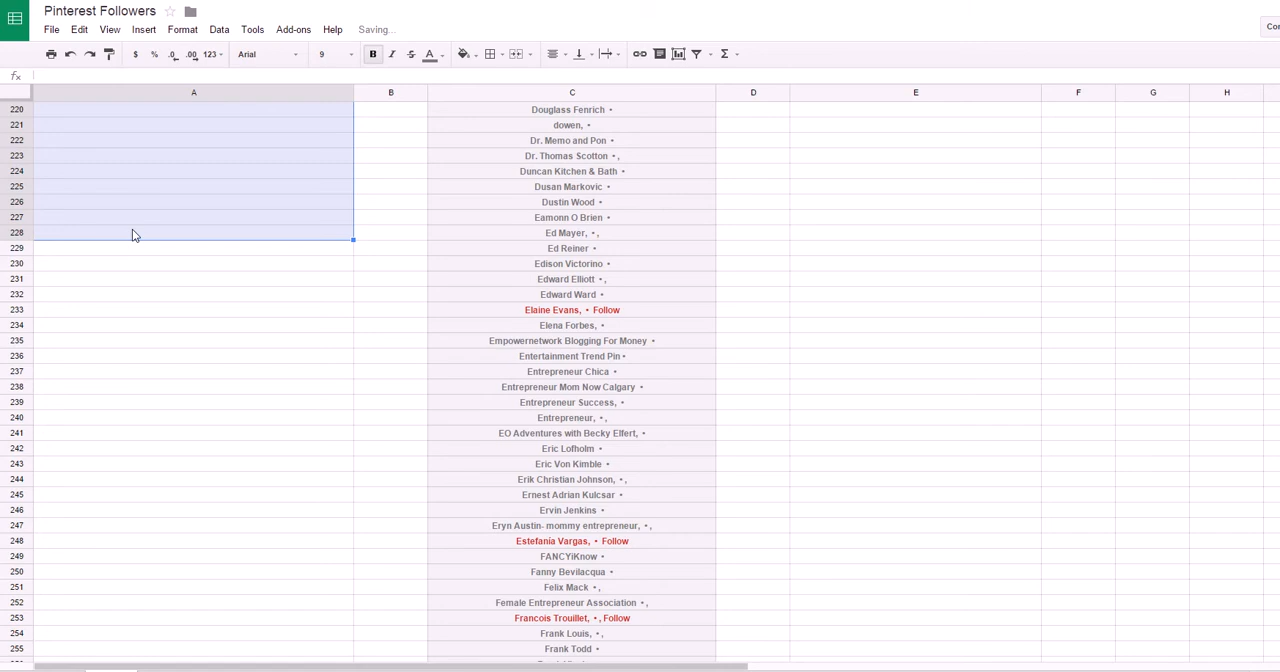 Pinterest Followers
File Edit View Insert Format Data Tools Add-ons Help Saving...
$ % .0 .00 123 Arial 9 B I S A Σ
fx
A B C D E F G H
220 Douglass Fenrich •
221 dowen, •
222 Dr. Memo and Pon •
223 Dr. Thomas Scotton • ,
224 Duncan Kitchen & Bath •
225 Dusan Markovic •
226 Dustin Wood •
227 Eamonn O Brien •
228 Ed Mayer, • ,
229 Ed Reiner •
230 Edison Victorino •
231 Edward Elliott • ,
232 Edward Ward •
233 Elaine Evans, • Follow
234 Elena Forbes, •
235 Empowernetwork Blogging For Money •
236 Entertainment Trend Pin•
237 Entrepreneur Chica •
238 Entrepreneur Mom Now Calgary •
239 Entrepreneur Success, •
240 Entrepreneur, • ,
241 EO Adventures with Becky Elfert, •
242 Eric Lofholm •
243 Eric Von Kimble •
244 Erik Christian Johnson, • ,
245 Ernest Adrian Kulcsar •
246 Ervin Jenkins •
247 Eryn Austin- mommy entrepreneur, • ,
248 Estefanía Vargas, • Follow
249 FANCYiKnow •
250 Fanny Bevilacqua •
251 Felix Mack • ,
252 Female Entrepreneur Association • ,
253 Francois Trouillet, • , Follow
254 Frank Louis, • ,
255 Frank Todd •